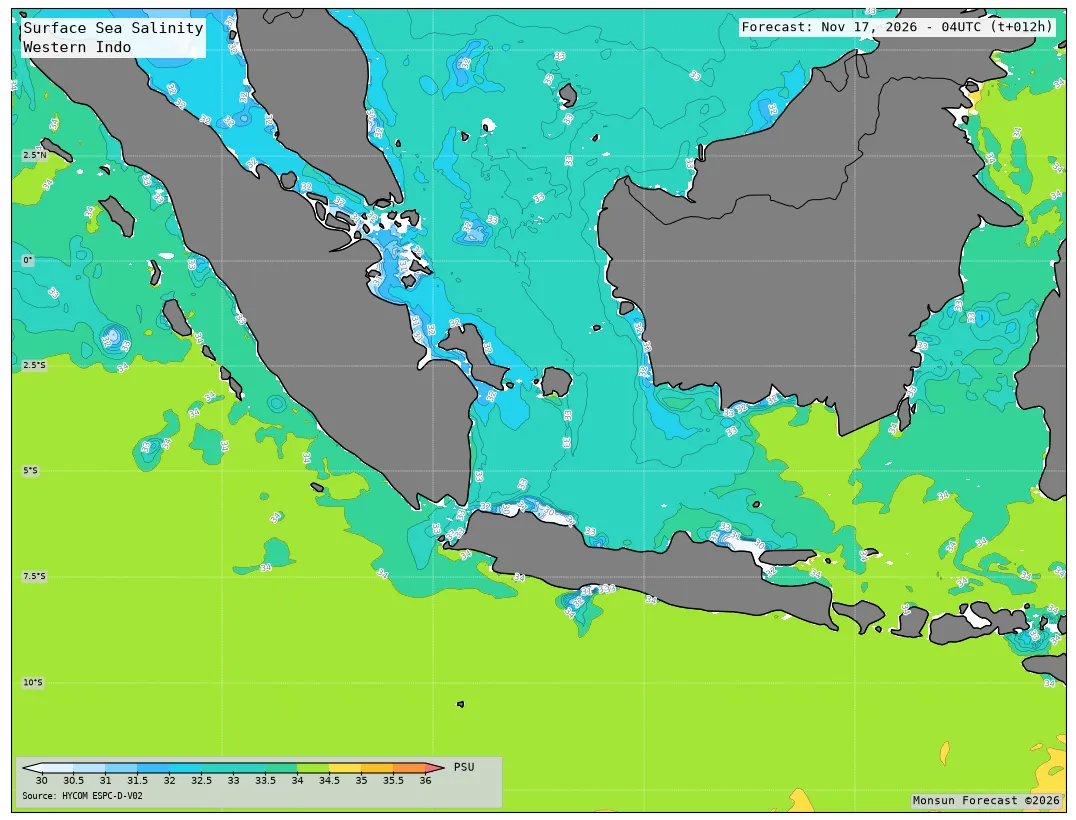 Surface Sea Salinity
Western Indo
Forecast: Nov 17, 2026 - 04UTC (t+012h)
2.5°N
0°
2.5°S
5°S
7.5°S
10°S
PSU
30 30.5 31 31.5 32 32.5 33 33.5 34 34.5 35 35.5 36
Source: HYCOM ESPC-D-V02
Monsun Forecast ©2026